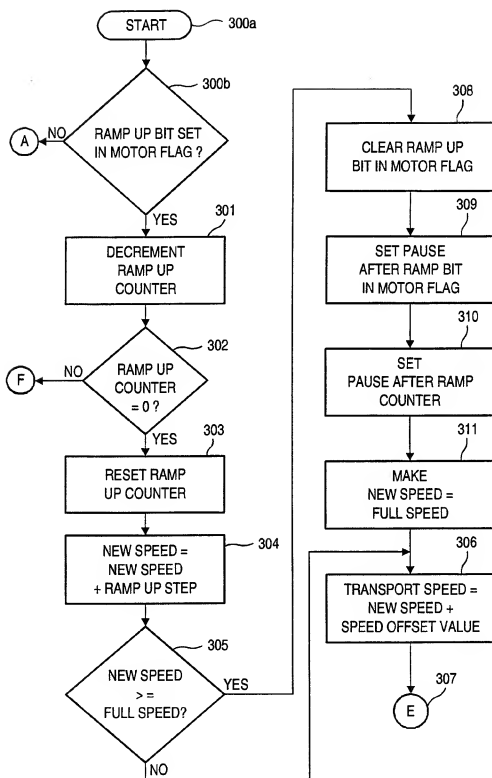 START
300a
300b
RAMP UP BIT SET
IN MOTOR FLAG ?
NO
A
YES
301
DECREMENT
RAMP UP
COUNTER
302
RAMP UP
COUNTER
= 0 ?
NO
F
YES
303
RESET RAMP
UP COUNTER
304
NEW SPEED =
NEW SPEED
+ RAMP UP STEP
305
NEW SPEED
> =
FULL SPEED?
YES
NO
308
CLEAR RAMP UP
BIT IN MOTOR FLAG
309
SET PAUSE
AFTER RAMP BIT
IN MOTOR FLAG
310
SET
PAUSE AFTER RAMP
COUNTER
311
MAKE
NEW SPEED =
FULL SPEED
306
TRANSPORT SPEED =
NEW SPEED +
SPEED OFFSET VALUE
307
E